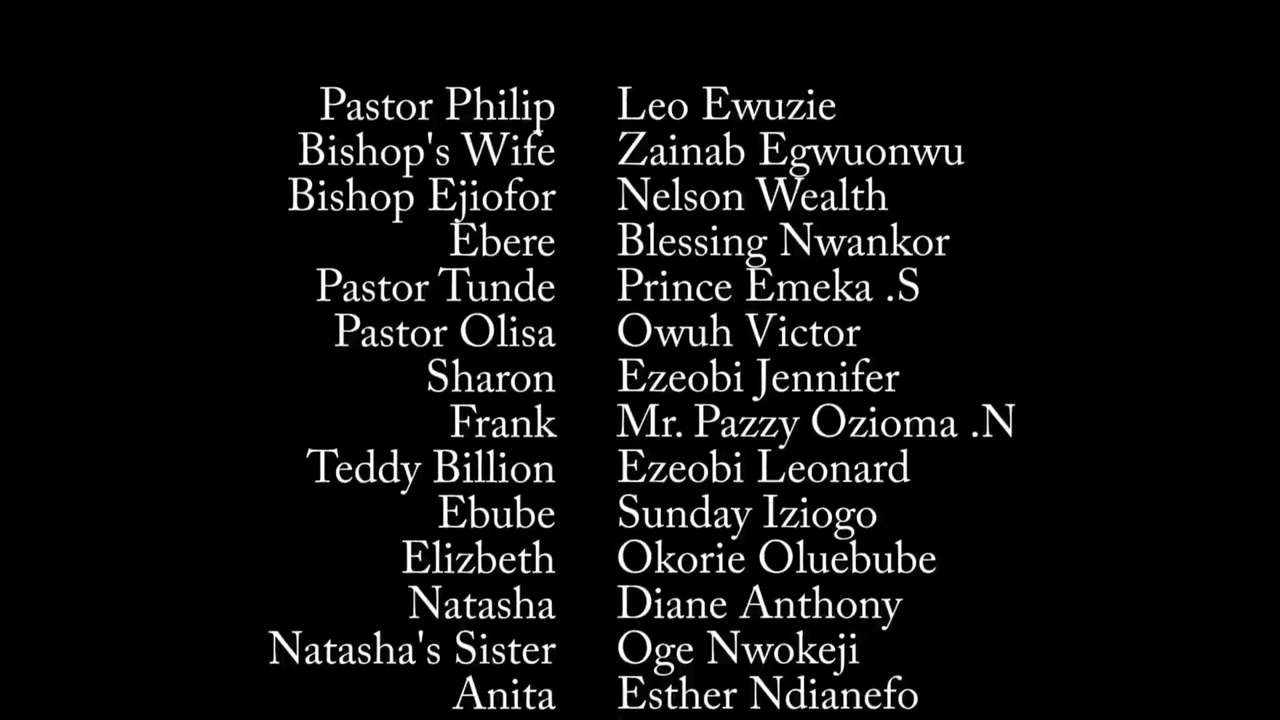 Pastor Philip Leo Ewuzie
Bishop's Wife Zainab Egwuonwu
Bishop Ejiofor Nelson Wealth
Ebere Blessing Nwankor
Pastor Tunde Prince Emeka .S
Pastor Olisa Owuh Victor
Sharon Ezeobi Jennifer
Frank Mr. Pazzy Ozioma .N
Teddy Billion Ezeobi Leonard
Ebube Sunday Iziogo
Elizbeth Okorie Oluebube
Natasha Diane Anthony
Natasha's Sister Oge Nwokeji
Anita Esther Ndianefo